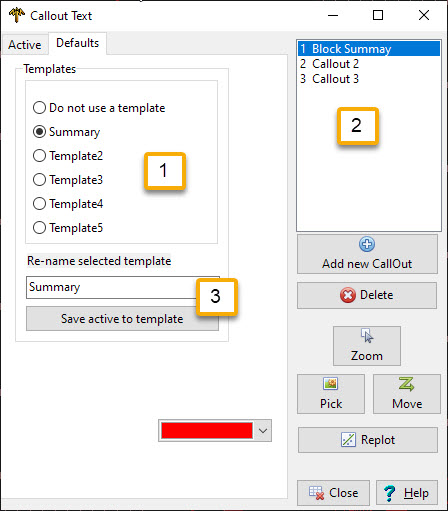 Callout Text
Active
Defaults
Templates
Do not use a template
Summary
Template2
Template3
Template4
Template5
1
Re-name selected template
Summary
3
Save active to template
1 Block Summay
2 Callout 2
3 Callout 3
2
Add new CallOut
Delete
Zoom
Pick
Move
Replot
Close
Help